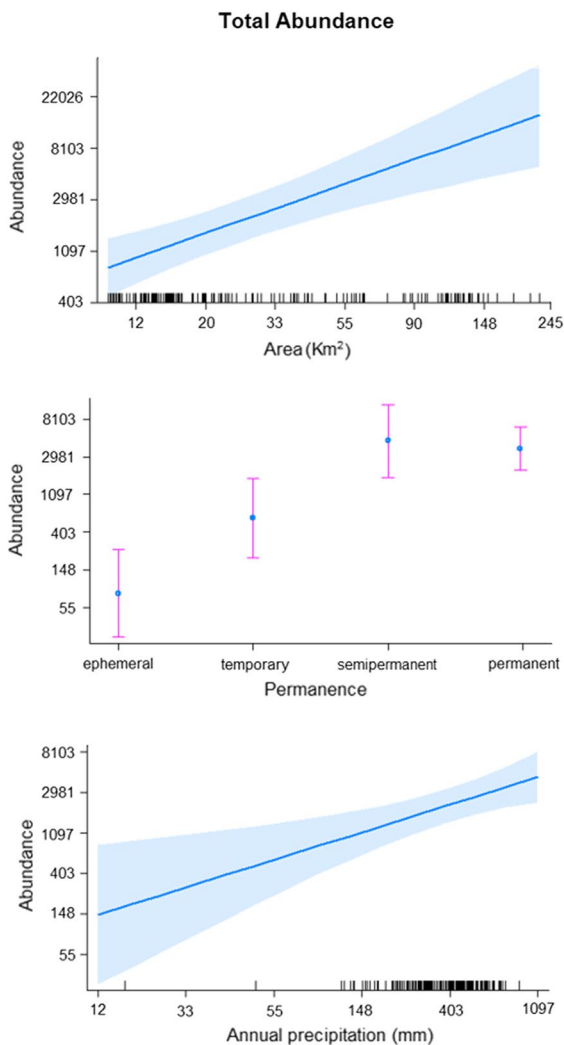 Total Abundance
22026
8103
2981
1097
403
Abundance
12 20 33 55 90 148 245
Area (Km²)
8103
2981
1097
403
148
55
Abundance
ephemeral temporary semipermanent permanent
Permanence
8103
2981
1097
403
148
55
Abundance
12 33 55 148 403 1097
Annual precipitation (mm)